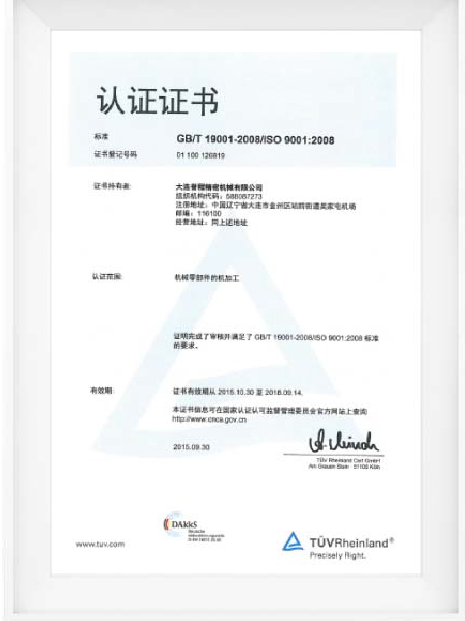 认证证书
标准 GB/T 19001-2008/ISO 9001:2008
证书登记号码 01 100 126919
证书持有者: 大连誉程精密机械有限公司
组织机构代码:588087273
注册地址:中国辽宁省大连市金州区站前街道吴家屯机场
邮编:116100
经营地址:同上述地址
认证范围: 机械零部件的机加工
证明完成了审核并满足了 GB/T 19001-2008/ISO 9001:2008 标准
的要求。
有效期: 证书有效期从 2015.10.30 至 2018.09.14.
本证书信息可在国家认证认可监督管理委员会官方网站上查询
http://www.cnca.gov.cn
2015.09.30
TÜV Rheinland Cert GmbH
Am Grauen Stein · 51105 Köln
DAkkS
Deutsche
Akkreditierungsstelle
www.tuv.com
TÜVRheinland®
Precisely Right.